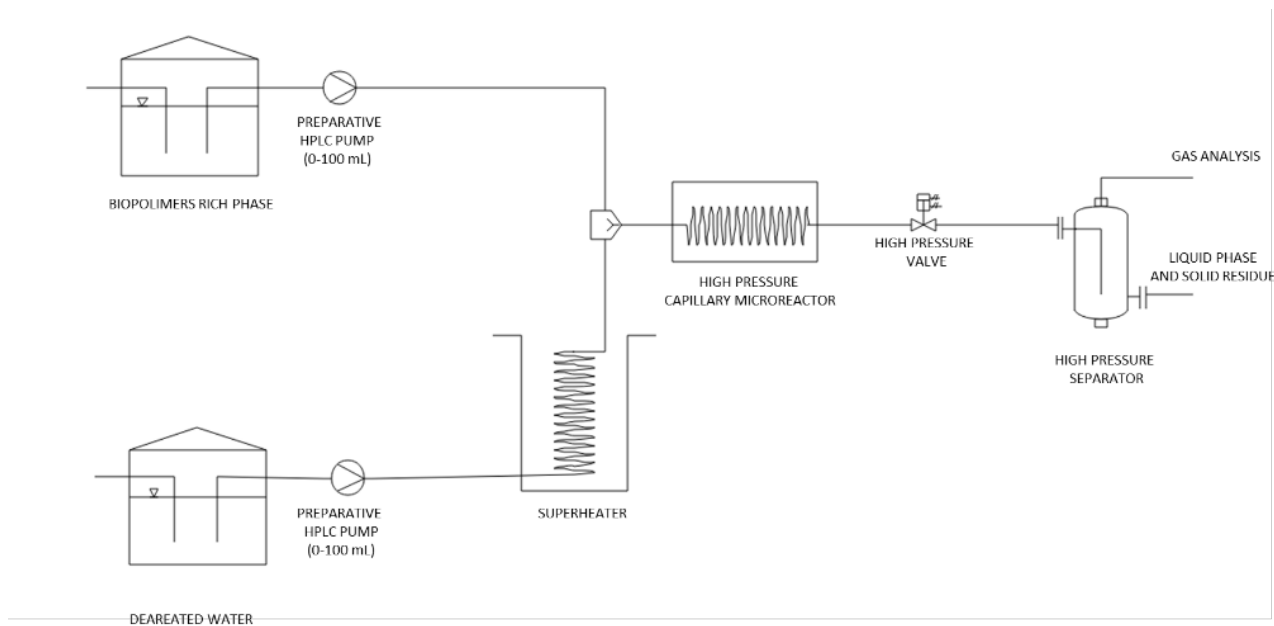 PREPARATIVE
HPLC PUMP
(0-100 mL)
BIOPOLIMERS RICH PHASE
GAS ANALYSIS
HIGH PRESSURE
VALVE
LIQUID PHASE
AND SOLID RESIDUE
HIGH PRESSURE
CAPILLARY MICROREACTOR
HIGH PRESSURE
SEPARATOR
PREPARATIVE
HPLC PUMP
(0-100 mL)
SUPERHEATER
DEAREATED WATER